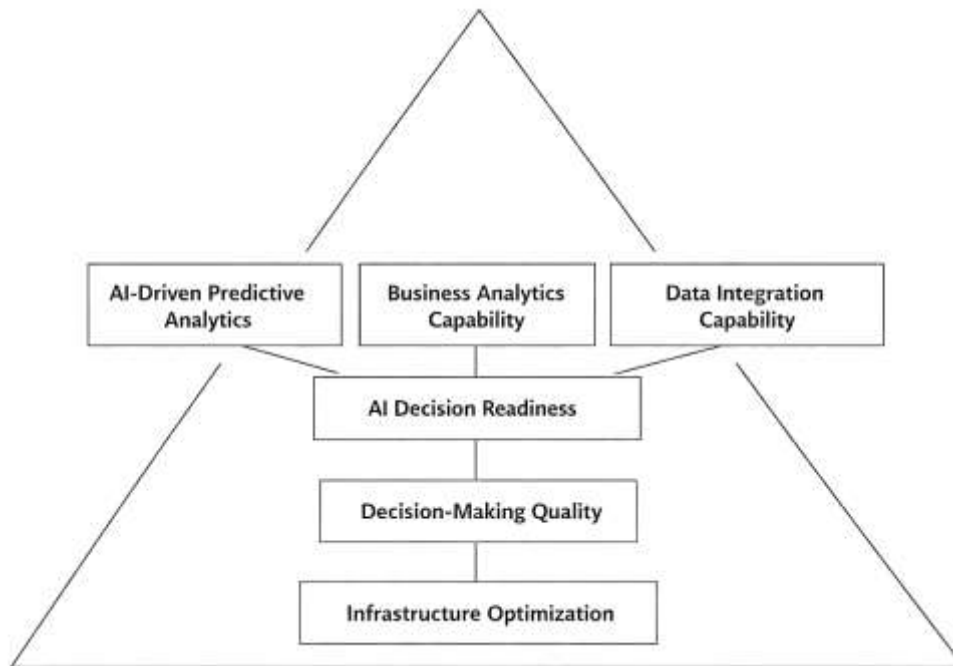 AI-Driven Predictive
Analytics
Business Analytics
Capability
Data Integration
Capability
AI Decision Readiness
Decision-Making Quality
Infrastructure Optimization